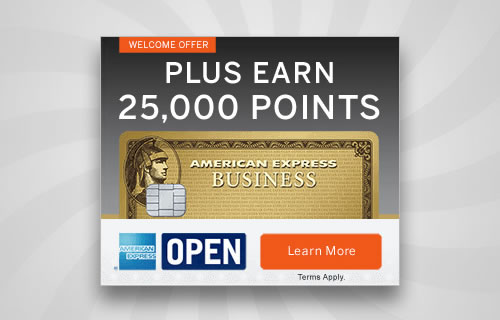 WELCOME OFFER
PLUS EARN
25,000 POINTS
AMERICAN EXPRESS
BUSINESS
AMERICAN
EXPRESS
®
OPEN
Learn More
Terms Apply.